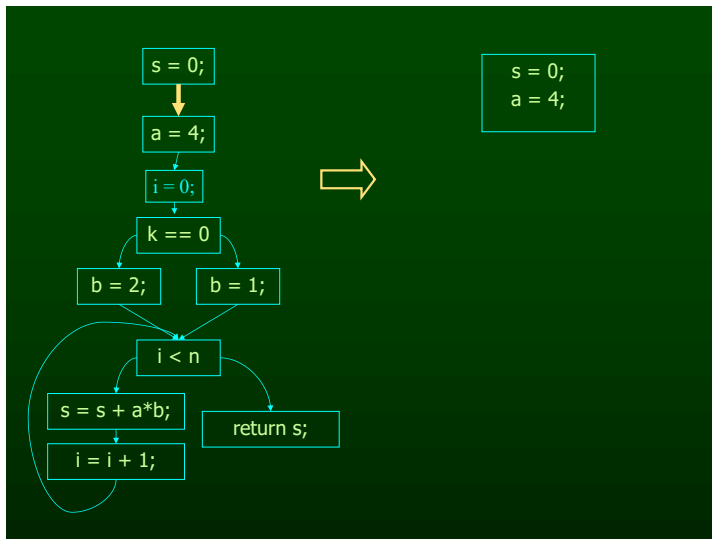 s = 0;
a = 4;
i = 0;
k == 0
b = 2;
b = 1;
i < n
s = s + a*b;
return s;
i = i + 1;
s = 0;
a = 4;